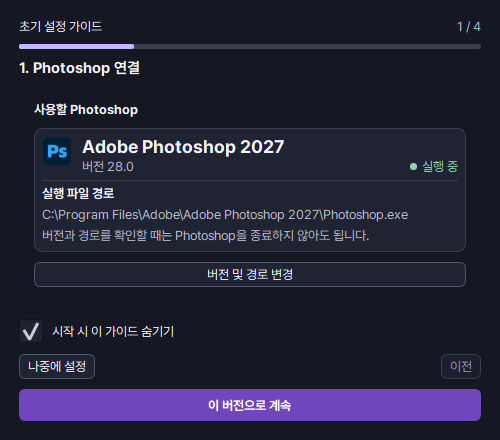 초기 설정 가이드
1 / 4
1. Photoshop 연결
사용할 Photoshop
Ps
Adobe Photoshop 2027
버전 28.0
실행 중
실행 파일 경로
C:\Program Files\Adobe\Adobe Photoshop 2027\Photoshop.exe
버전과 경로를 확인할 때는 Photoshop을 종료하지 않아도 됩니다.
버전 및 경로 변경
시작 시 이 가이드 숨기기
나중에 설정
이전
이 버전으로 계속